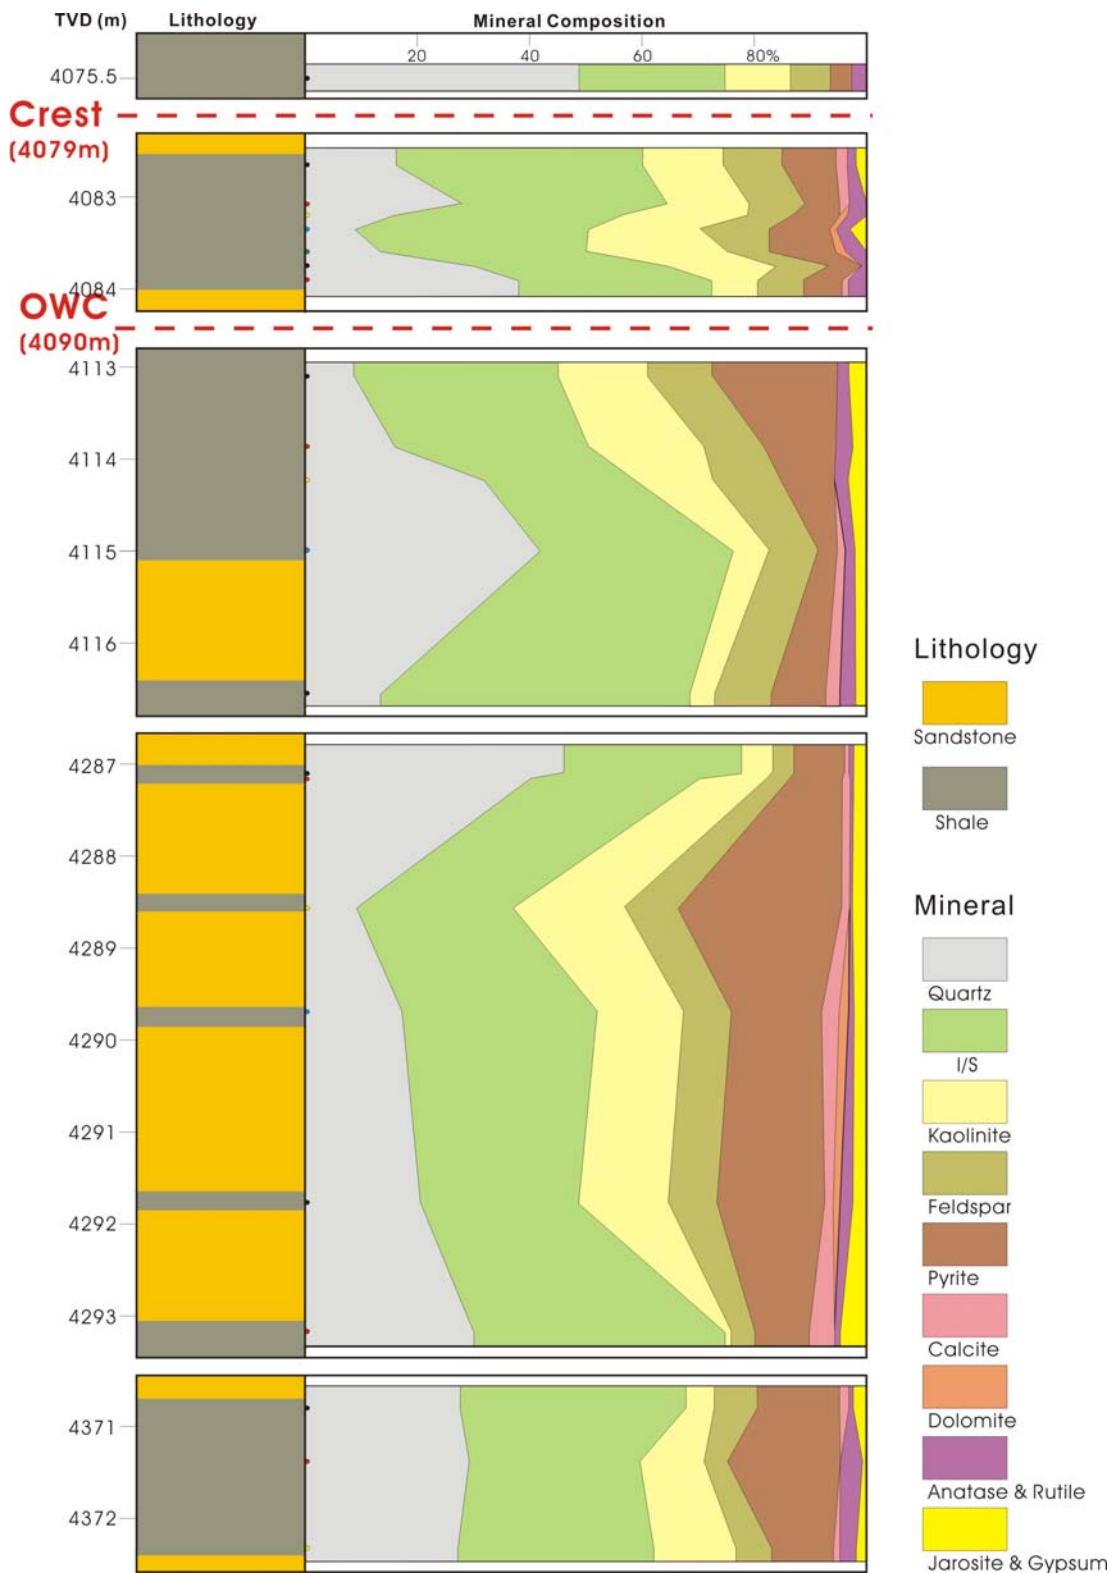 TVD (m) Lithology Mineral Composition
20 40 60 80%
4075.5
Crest
(4079m)
4083
4084
OWC
(4090m)
4113
4114
4115
4116
4287
4288
4289
4290
4291
4292
4293
4371
4372
Lithology
Sandstone
Shale
Mineral
Quartz
I/S
Kaolinite
Feldspar
Pyrite
Calcite
Dolomite
Anatase & Rutile
Jarosite & Gypsum